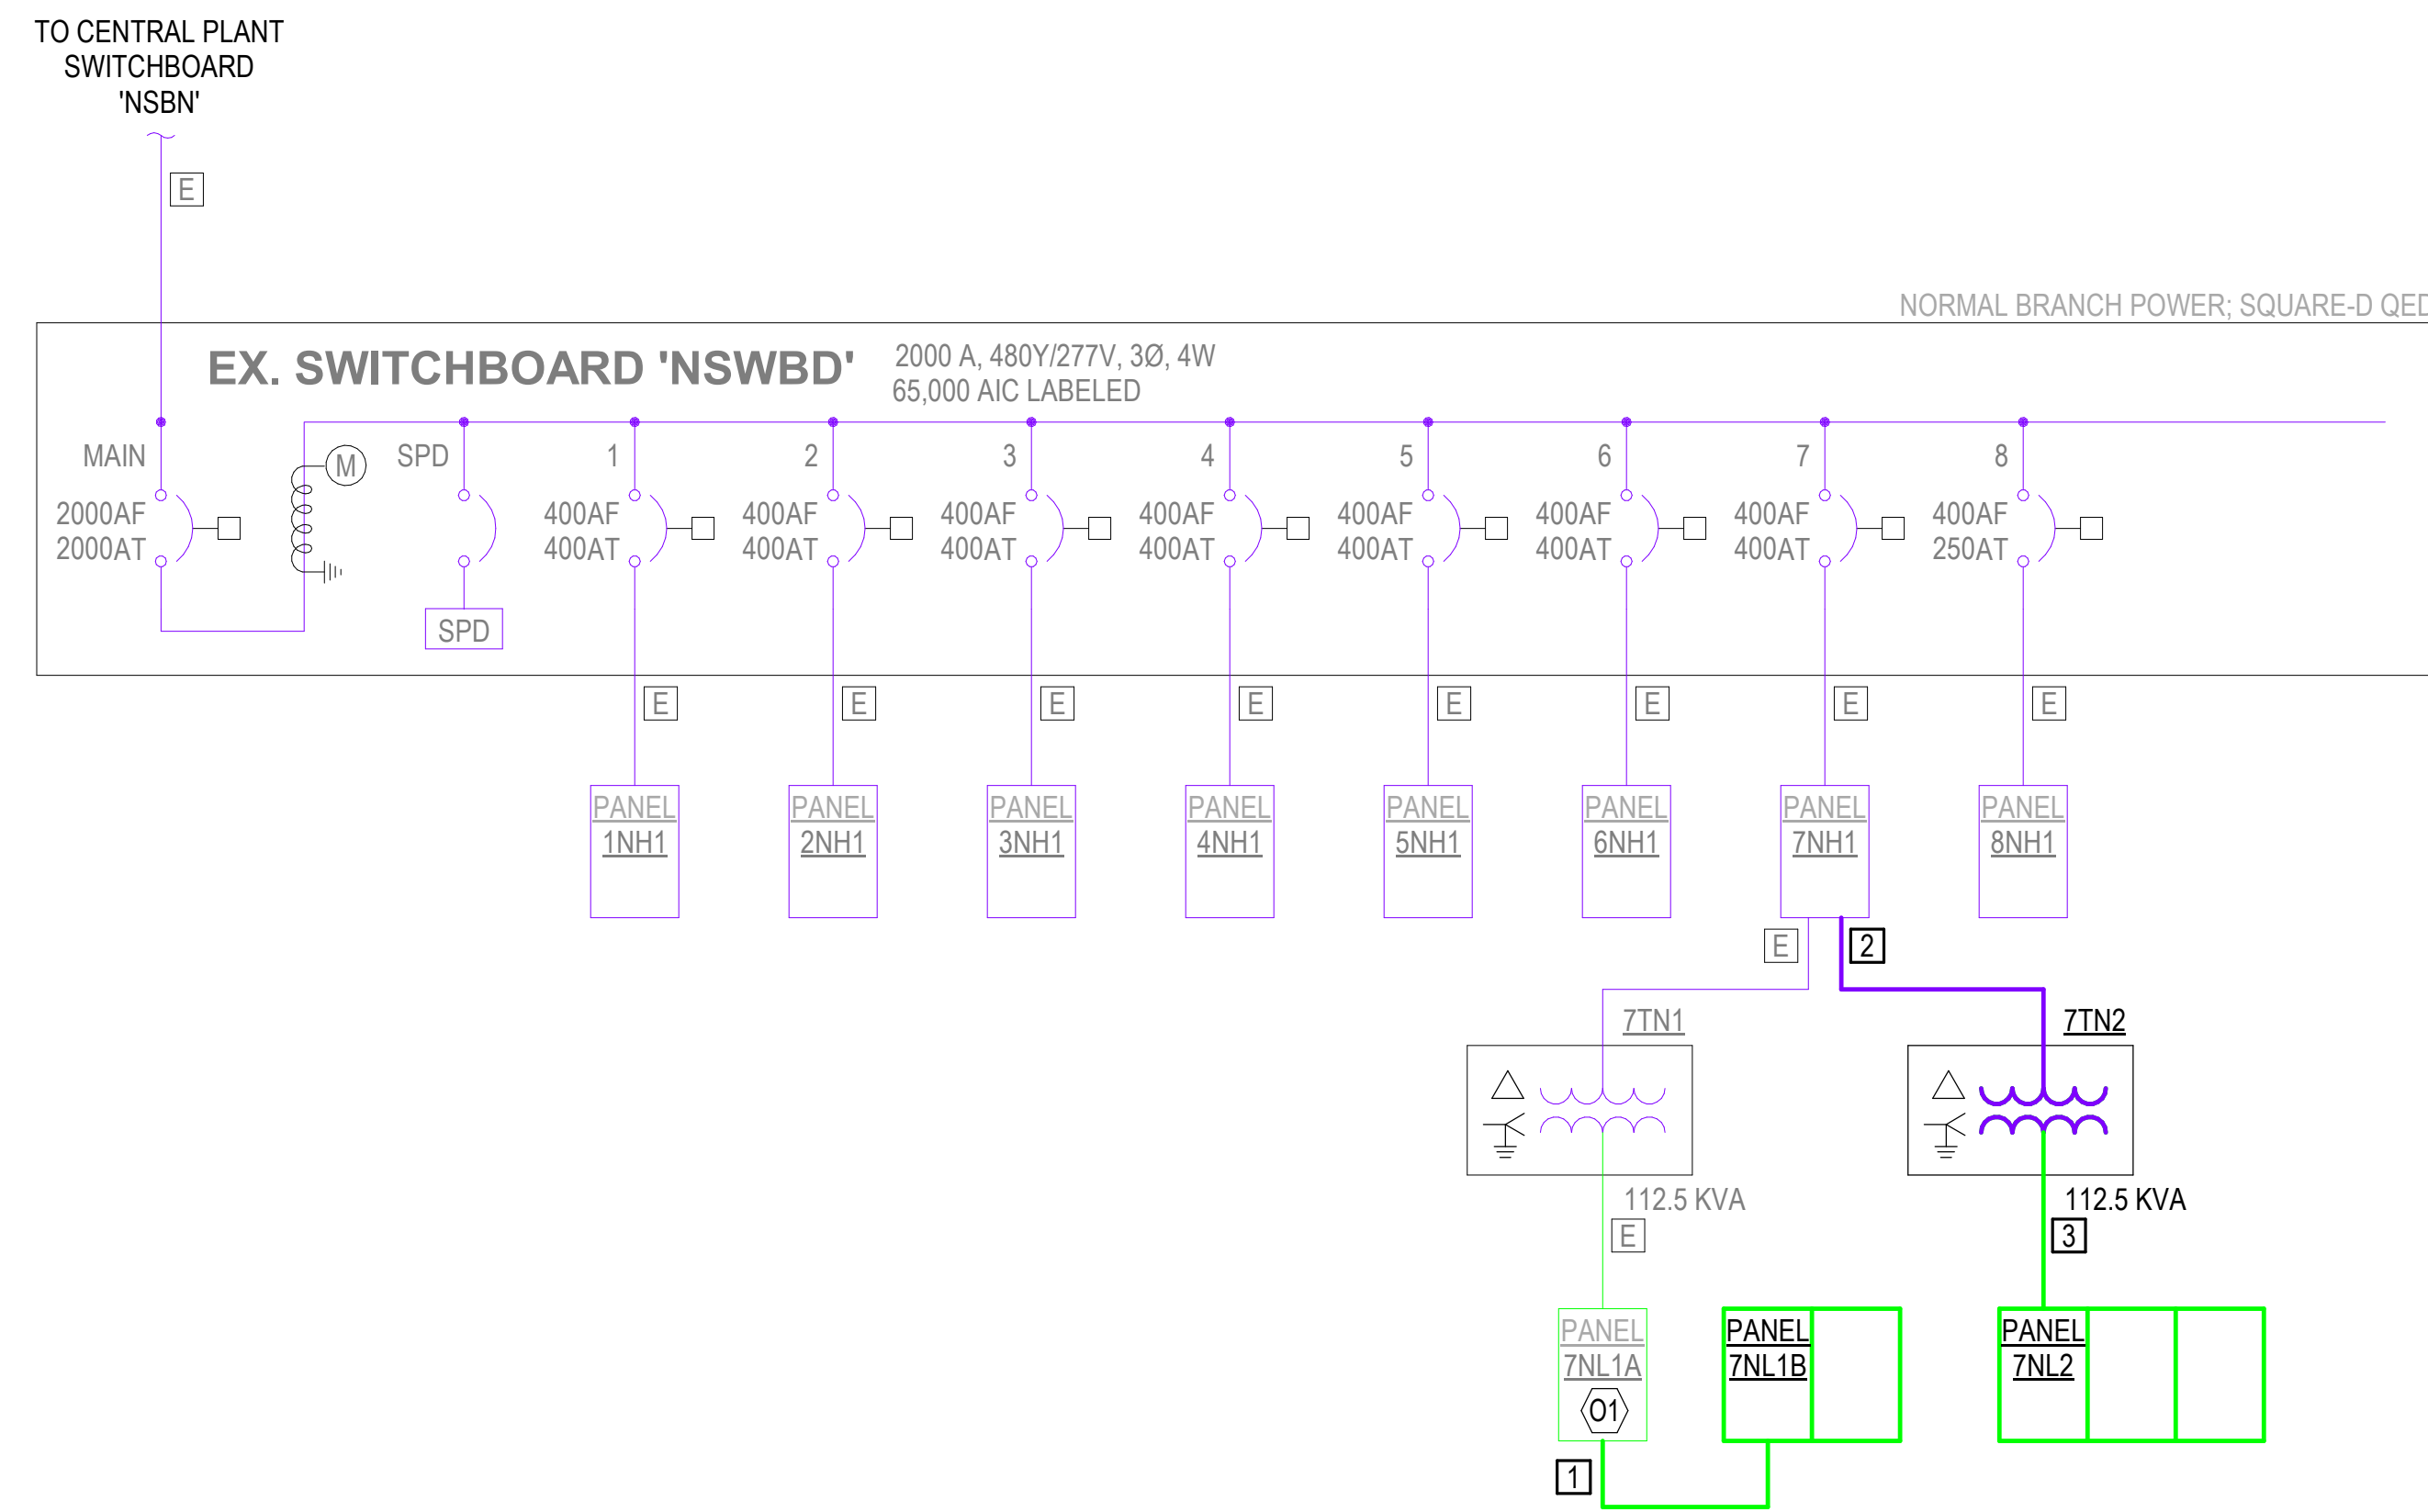 TO CENTRAL PLANT
SWITCHBOARD
'NSBN'
E
NORMAL BRANCH POWER; SQUARE-D QED
EX. SWITCHBOARD 'NSWBD'
2000 A, 480Y/277V, 3Ø, 4W
65,000 AIC LABELED
MAIN
2000AF
2000AT
M
SPD
SPD
1
400AF
400AT
2
400AF
400AT
3
400AF
400AT
4
400AF
400AT
5
400AF
400AT
6
400AF
400AT
7
400AF
400AT
8
400AF
250AT
E
E
E
E
E
E
E
E
PANEL
1NH1
PANEL
2NH1
PANEL
3NH1
PANEL
4NH1
PANEL
5NH1
PANEL
6NH1
PANEL
7NH1
PANEL
8NH1
E
2
7TN1
112.5 KVA
E
7TN2
112.5 KVA
3
PANEL
7NL1A
01
PANEL
7NL1B
PANEL
7NL2
1